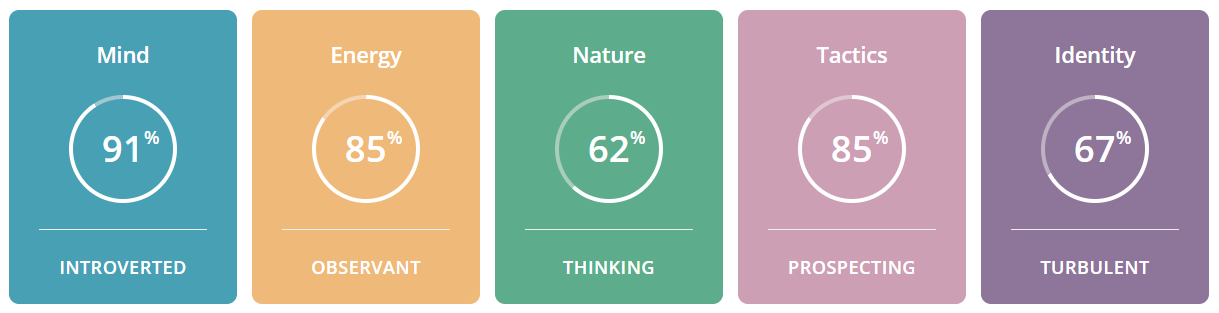 Mind
91%
INTROVERTED
Energy
85%
OBSERVANT
Nature
62%
THINKING
Tactics
85%
PROSPECTING
Identity
67%
TURBULENT